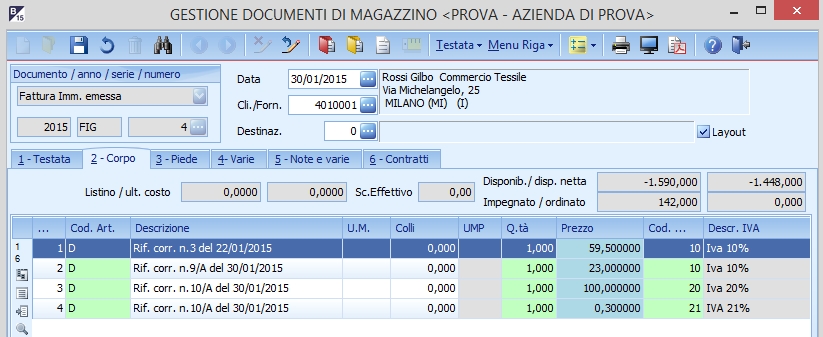 B
15
GESTIONE DOCUMENTI DI MAGAZZINO <PROVA - AZIENDA DI PROVA>
Testata Menu Riga
Documento / anno / serie / numero
Fattura Imm. emessa
2015 FIG 4
Data 30/01/2015
Cli./Forn. 4010001
Destinaz. 0
Rossi Gilbo Commercio Tessile
Via Michelangelo, 25
MILANO (MI) (I)
Layout
1 - Testata 2 - Corpo 3 - Piede 4 - Varie 5 - Note e varie 6 - Contratti
Listino / ult. costo 0,0000 0,0000 Sc.Effettivo 0,00
Disponib./ disp. netta -1.590,000 -1.448,000
Impegnato / ordinato 142,000 0,000
... Cod. Art. Descrizione U.M. Colli UMP Q.tà Prezzo Cod. ... Descr. IVA
1 D Rif. corr. n.3 del 22/01/2015 0,000 1,000 59,500000 10 Iva 10%
2 D Rif. corr. n.9/A del 30/01/2015 0,000 1,000 23,000000 10 Iva 10%
3 D Rif. corr. n.10/A del 30/01/2015 0,000 1,000 100,000000 20 Iva 20%
4 D Rif. corr. n.10/A del 30/01/2015 0,000 1,000 0,300000 21 IVA 21%
1
6